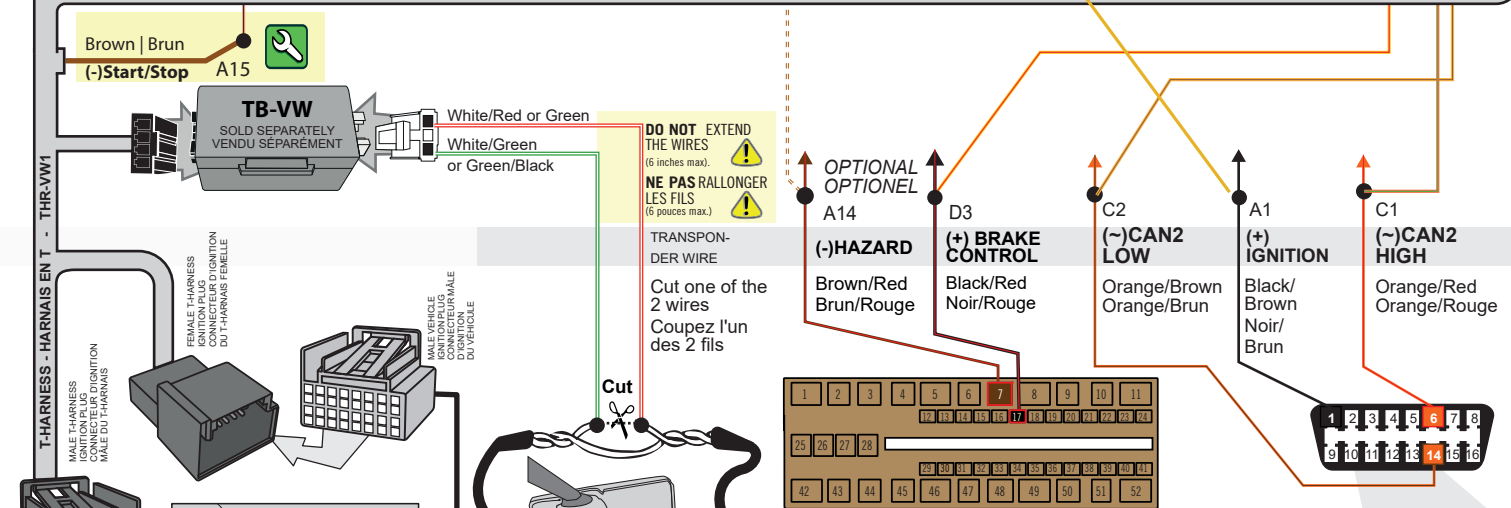 Brown | Brun
(-)Start/Stop
A15
TB-VW
SOLD SEPARATELY
VENDU SÉPARÉMENT
White/Red or Green
White/Green
or Green/Black
DO NOT EXTEND
THE WIRES
(6 inches max).
NE PAS RALLONGER
LES FILS
(6 pouces max.)
TRANSPON-
DER WIRE
Cut one of the
2 wires
Coupez l'un
des 2 fils
Cut
OPTIONAL
OPTIONEL
A14
(-)HAZARD
Brown/Red
Brun/Rouge
D3
(+) BRAKE
CONTROL
Black/Red
Noir/Rouge
C2
(~)CAN2
LOW
Orange/Brown
Orange/Brun
A1
(+)
IGNITION
Black/
Brown
Noir/
Brun
C1
(~)CAN2
HIGH
Orange/Red
Orange/Rouge
T-HARNESS - HARNAIS EN T - THR-VW1
FEMALE T-HARNESS
IGNITION PLUG
CONNECTEUR D'IGNITION
DU T-HARNAIS FEMELLE
MALE VEHICLE
IGNITION PLUG
CONNECTEUR MÂLE
D'IGNITION
DU VÉHICULE
MALE T-HARNESS
IGNITION PLUG
CONNECTEUR D'IGNITION
MÂLE DU T-HARNAIS
1 2 3 4 5 6 7 8 9 10 11
12 13 14 15 16 17 18 19 20 21 22 23 24
25 26 27 28
29 30 31 32 33 34 35 36 37 38 39 40 41
42 43 44 45 46 47 48 49 50 51 52
1 2 3 4 5 6 7 8
9 10 11 12 13 14 15 16